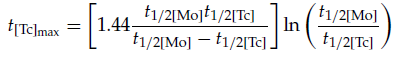 t[Tc]max = [1.44 t1/2[Mo]t1/2[Tc] / t1/2[Mo] − t1/2[Tc]] ln (t1/2[Mo] / t1/2[Tc])